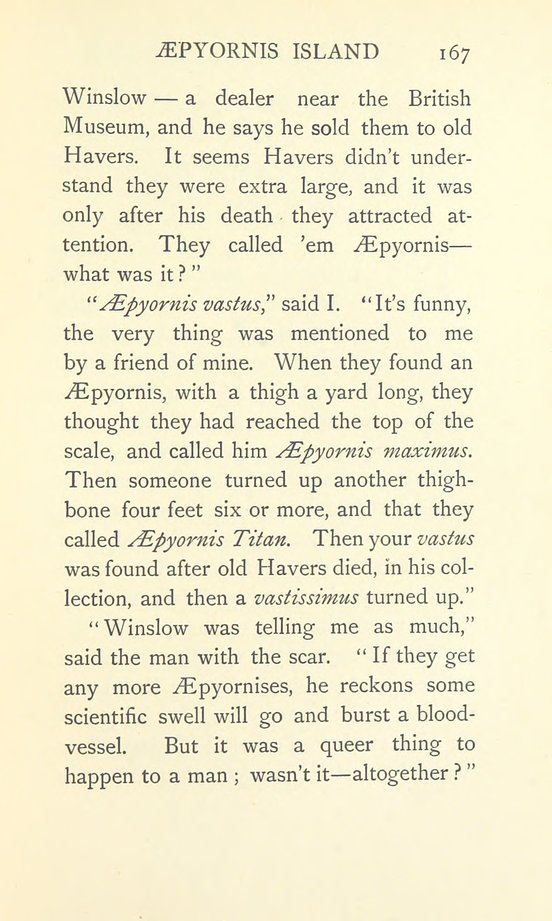 ÆPYORNIS ISLAND 167
Winslow — a dealer near the British
Museum, and he says he sold them to old
Havers. It seems Havers didn't under-
stand they were extra large, and it was
only after his death they attracted at-
tention. They called 'em Æpyornis—
what was it? "
"Æpyornis vastus," said I. "It's funny,
the very thing was mentioned to me
by a friend of mine. When they found an
Æpyornis, with a thigh a yard long, they
thought they had reached the top of the
scale, and called him Æpyornis maximus.
Then someone turned up another thigh-
bone four feet six or more, and that they
called Æpyornis Titan. Then your vastus
was found after old Havers died, in his col-
lection, and then a vastissimus turned up."
"Winslow was telling me as much,"
said the man with the scar. "If they get
any more Æpyornises, he reckons some
scientific swell will go and burst a blood-
vessel. But it was a queer thing to
happen to a man ; wasn't it—altogether ? "